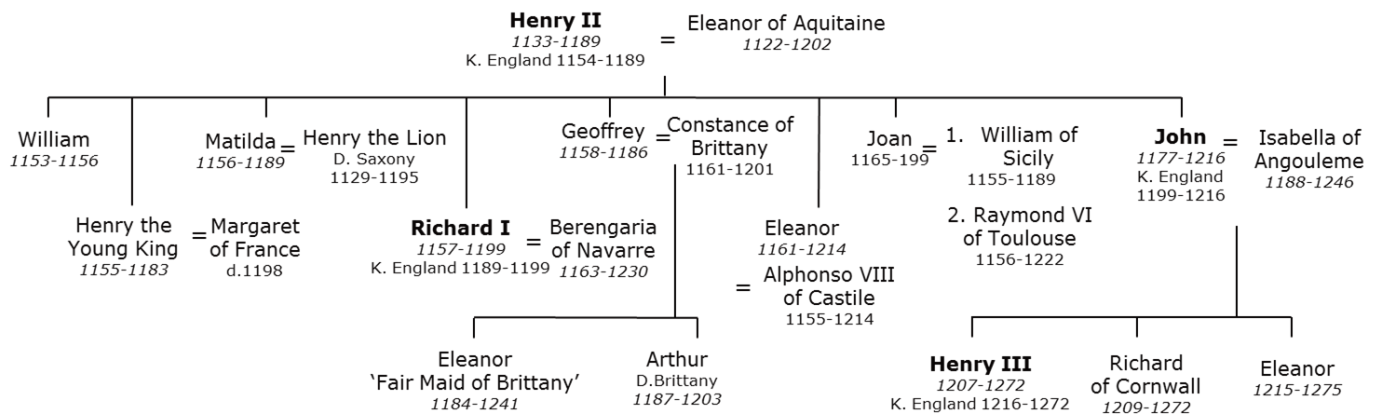 Henry II
1133-1189
K. England 1154-1189
=
Eleanor of Aquitaine
1122-1202
William
1153-1156
Henry the
Young King
1155-1183
=
Margaret
of France
d.1198
Matilda
1156-1189
=
Henry the Lion
D. Saxony
1129-1195
Richard I
1157-1199
K. England 1189-1199
=
Berengaria
of Navarre
1163-1230
Geoffrey
1158-1186
=
Constance of
Brittany
1161-1201
Eleanor
1161-1214
=
Alphonso VIII
of Castile
1155-1214
Joan
1165-199
=
1. William of
Sicily
1155-1189
2. Raymond VI
of Toulouse
1156-1222
John
1177-1216
K. England
1199-1216
=
Isabella of
Angouleme
1188-1246
Eleanor
‘Fair Maid of Brittany’
1184-1241
Arthur
D.Brittany
1187-1203
Henry III
1207-1272
K. England 1216-1272
Richard
of Cornwall
1209-1272
Eleanor
1215-1275